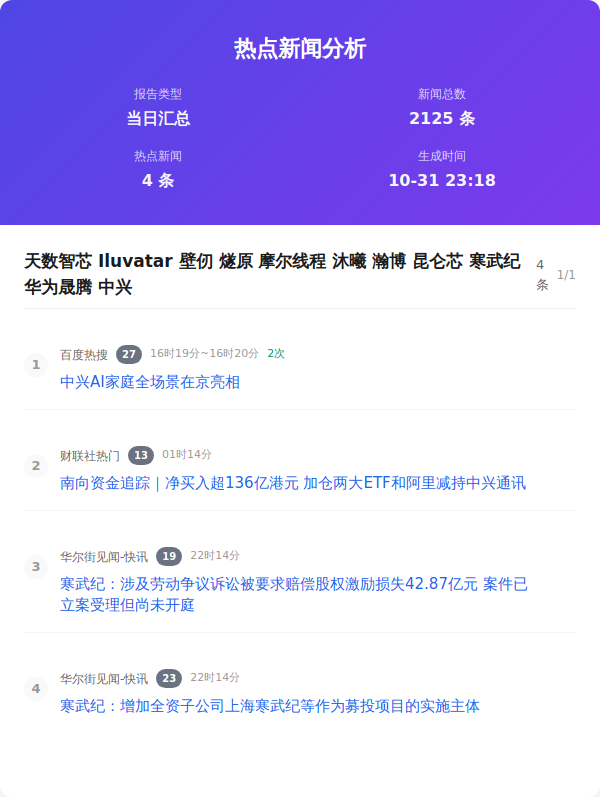 热点新闻分析
报告类型
新闻总数
当日汇总
2125 条
热点新闻
生成时间
4 条
10-31 23:18
天数智芯 Iluvatar 壁仞 燧原 摩尔线程 沐曦 瀚博 昆仑芯 寒武纪
华为晟腾 中兴
4
条
1/1
1
百度热搜 27 16时19分~16时20分 2次
中兴AI家庭全场景在京亮相
2
财联社热门 13 01时14分
南向资金追踪｜净买入超136亿港元 加仓两大ETF和阿里减持中兴通讯
3
华尔街见闻-快讯 19 22时14分
寒武纪：涉及劳动争议诉讼被要求赔偿股权激励损失42.87亿元 案件已
立案受理但尚未开庭
4
华尔街见闻-快讯 23 22时14分
寒武纪：增加全资子公司上海寒武纪等作为募投项目的实施主体